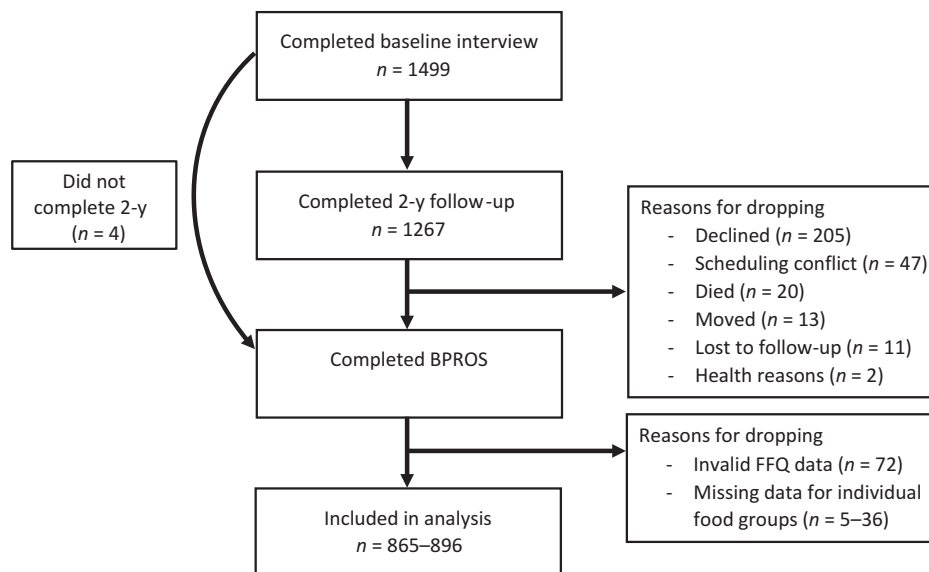 Completed baseline interview
n = 1499
Did not
complete 2-y
(n = 4)
Completed 2-y follow-up
n = 1267
Reasons for dropping
- Declined (n = 205)
- Scheduling conflict (n = 47)
- Died (n = 20)
- Moved (n = 13)
- Lost to follow-up (n = 11)
- Health reasons (n = 2)
Completed BPROS
Reasons for dropping
- Invalid FFQ data (n = 72)
- Missing data for individual
food groups (n = 5–36)
Included in analysis
n = 865–896